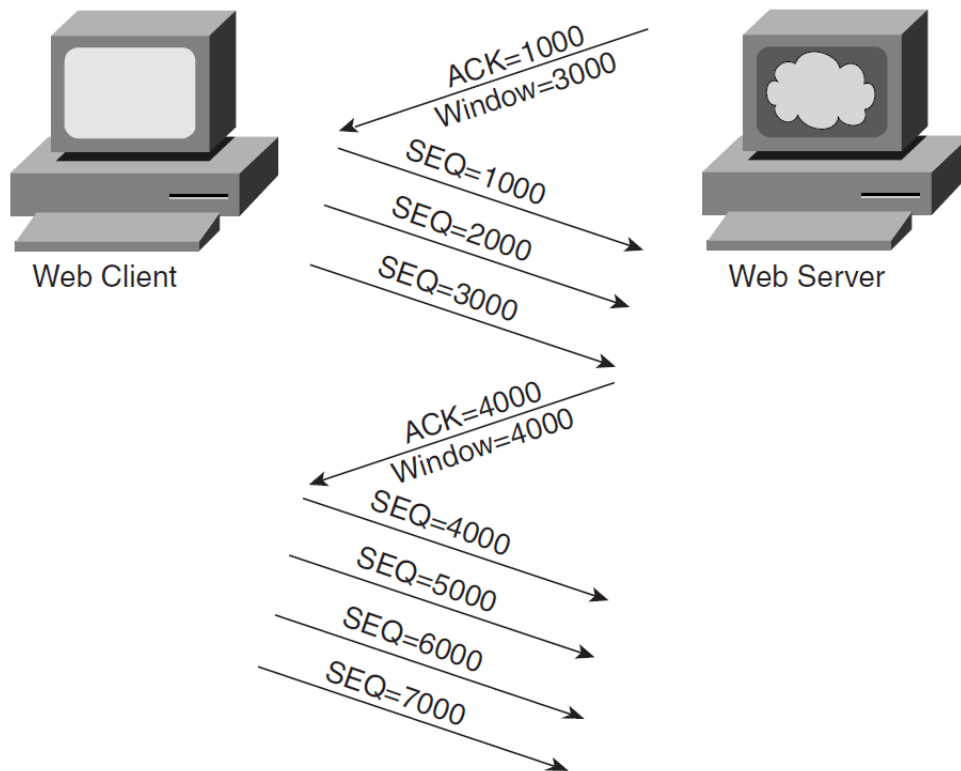 ACK=1000
Window=3000
SEQ=1000
SEQ=2000
SEQ=3000
Web Client
Web Server
ACK=4000
Window=4000
SEQ=4000
SEQ=5000
SEQ=6000
SEQ=7000